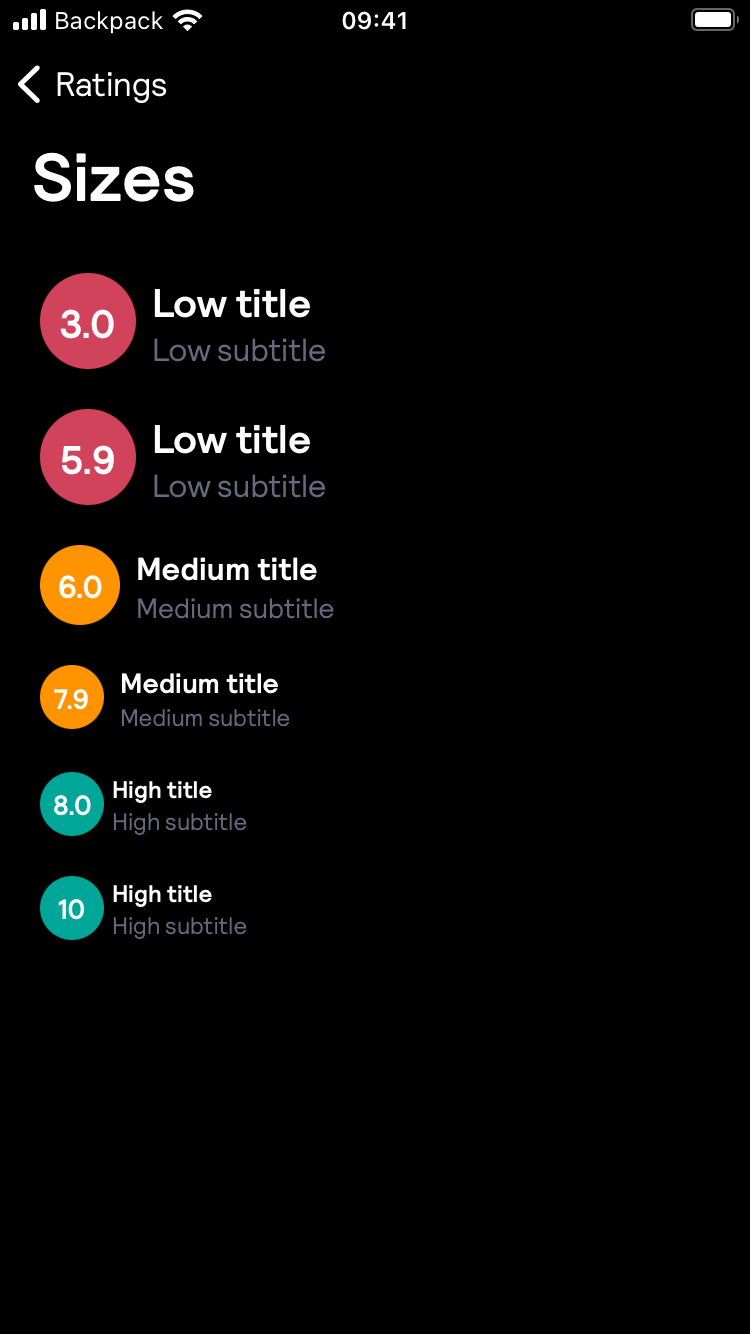 Backpack 09:41
Ratings
Sizes
3.0 Low title
Low subtitle
5.9 Low title
Low subtitle
6.0 Medium title
Medium subtitle
7.9 Medium title
Medium subtitle
8.0 High title
High subtitle
10 High title
High subtitle